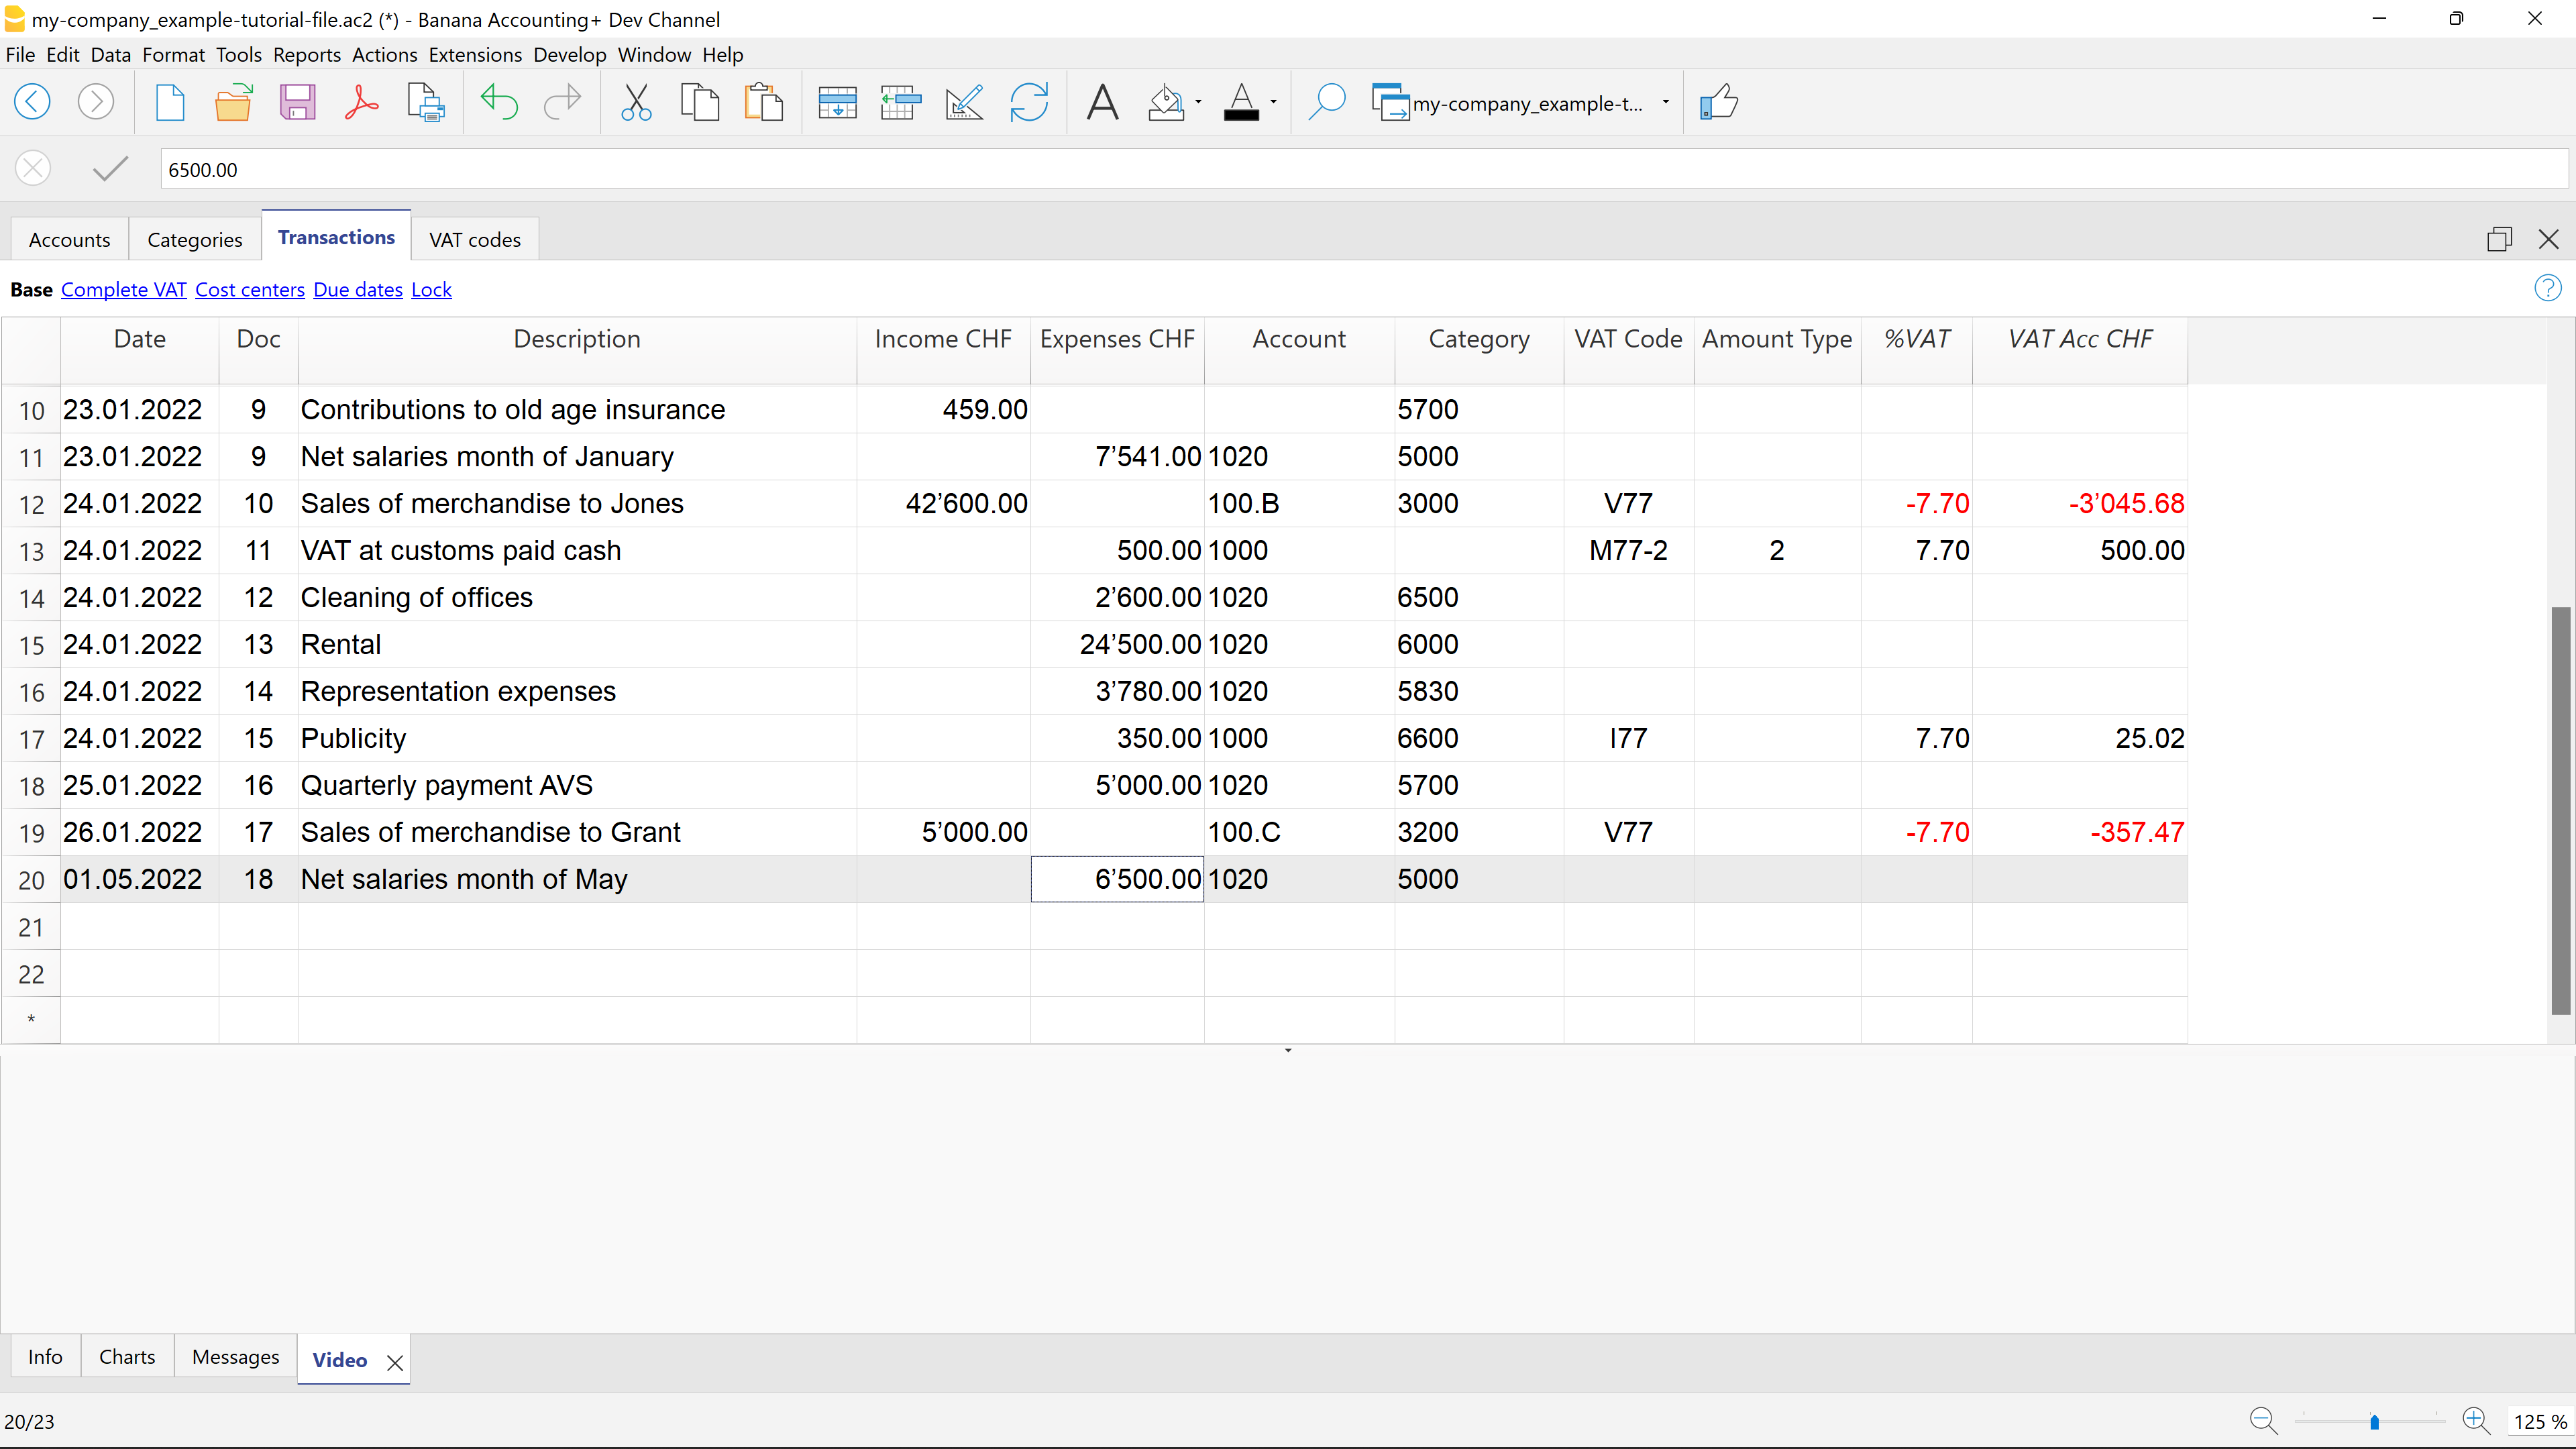 my-company_example-tutorial-file.ac2 (*) - Banana Accounting+ Dev Channel
File Edit Data Format Tools Reports Actions Extensions Develop Window Help
my-company_example-t...
6500.00
Accounts Categories Transactions VAT codes
Base Complete VAT Cost centers Due dates Lock
Date Doc Description Income CHF Expenses CHF Account Category VAT Code Amount Type %VAT VAT Acc CHF
10 23.01.2022 9 Contributions to old age insurance 459.00 5700
11 23.01.2022 9 Net salaries month of January 7’541.00 1020 5000
12 24.01.2022 10 Sales of merchandise to Jones 42’600.00 100.B 3000 V77 -7.70 -3’045.68
13 24.01.2022 11 VAT at customs paid cash 500.00 1000 M77-2 2 7.70 500.00
14 24.01.2022 12 Cleaning of offices 2’600.00 1020 6500
15 24.01.2022 13 Rental 24’500.00 1020 6000
16 24.01.2022 14 Representation expenses 3’780.00 1020 5830
17 24.01.2022 15 Publicity 350.00 1000 6600 I77 7.70 25.02
18 25.01.2022 16 Quarterly payment AVS 5’000.00 1020 5700
19 26.01.2022 17 Sales of merchandise to Grant 5’000.00 100.C 3200 V77 -7.70 -357.47
20 01.05.2022 18 Net salaries month of May 6’500.00 1020 5000
21
22
*
Info Charts Messages Video
20/23 125 %